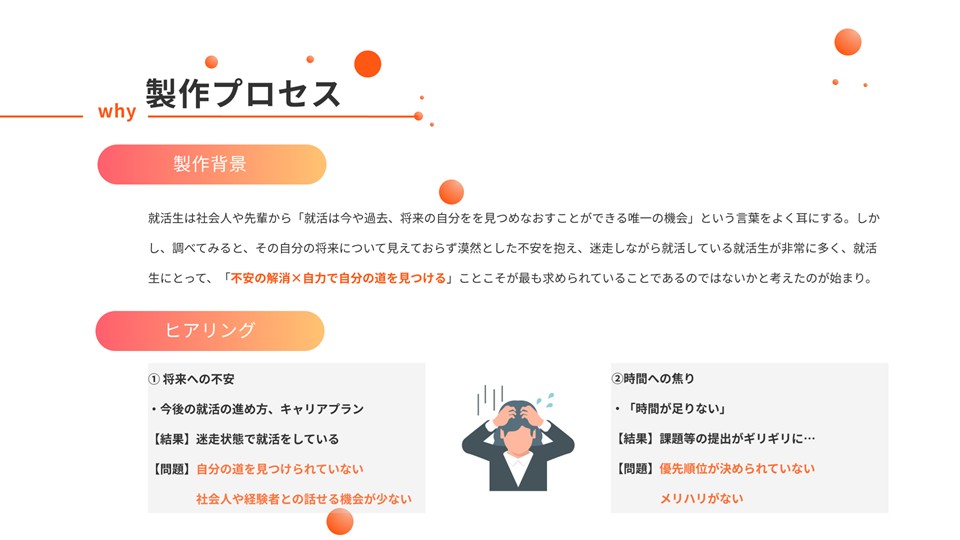 製作プロセス
why
製作背景
就活生は社会人や先輩から「就活は今や過去、将来の自分をを見つめなおすことができる唯一の機会」という言葉をよく耳にする。しか
し、調べてみると、その自分の将来について見えておらず漠然とした不安を抱え、迷走しながら就活している就活生が非常に多く、就活
生にとって、「不安の解消×自力で自分の道を見つける」ことこそが最も求められていることであるのではないかと考えたのが始まり。
ヒアリング
① 将来への不安
・今後の就活の進め方、キャリアプラン
【結果】迷走状態で就活をしている
【問題】自分の道を見つけられていない
社会人や経験者との話せる機会が少ない
②時間への焦り
・「時間が足りない」
【結果】課題等の提出がギリギリに…
【問題】優先順位が決められていない
メリハリがない